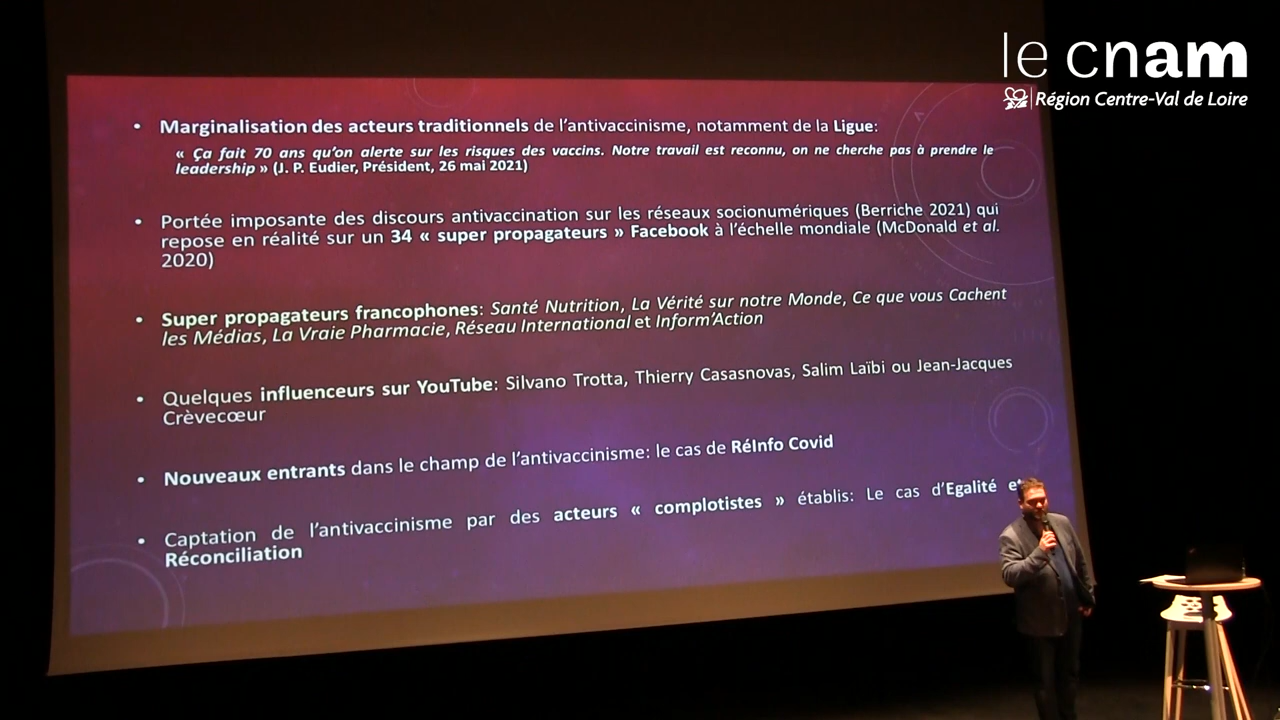 le cnam
Région Centre-Val de Loire
• Marginalisation des acteurs traditionnels de l'antivaccinisme, notamment de la Ligue:
« Ça fait 70 ans qu'on alerte sur les risques des vaccins. Notre travail est reconnu, on ne cherche pas à prendre le
leadership » (J. P. Eudier, Président, 26 mai 2021)
• Portée imposante des discours antivaccination sur les réseaux socionumériques (Berriche 2021) qui
repose en réalité sur un 34 « super propagateurs » Facebook à l'échelle mondiale (McDonald et al.
2020)
• Super propagateurs francophones: Santé Nutrition, La Vérité sur notre Monde, Ce que vous Cachent
les Médias, La Vraie Pharmacie, Réseau International et Inform'Action
• Quelques influenceurs sur YouTube: Silvano Trotta, Thierry Casasnovas, Salim Laïbi ou Jean-Jacques
Crèvecœur
• Nouveaux entrants dans le champ de l'antivaccinisme: le cas de RéInfo Covid
• Captation de l'antivaccinisme par des acteurs « complotistes » établis: Le cas d'Egalité et
Réconciliation